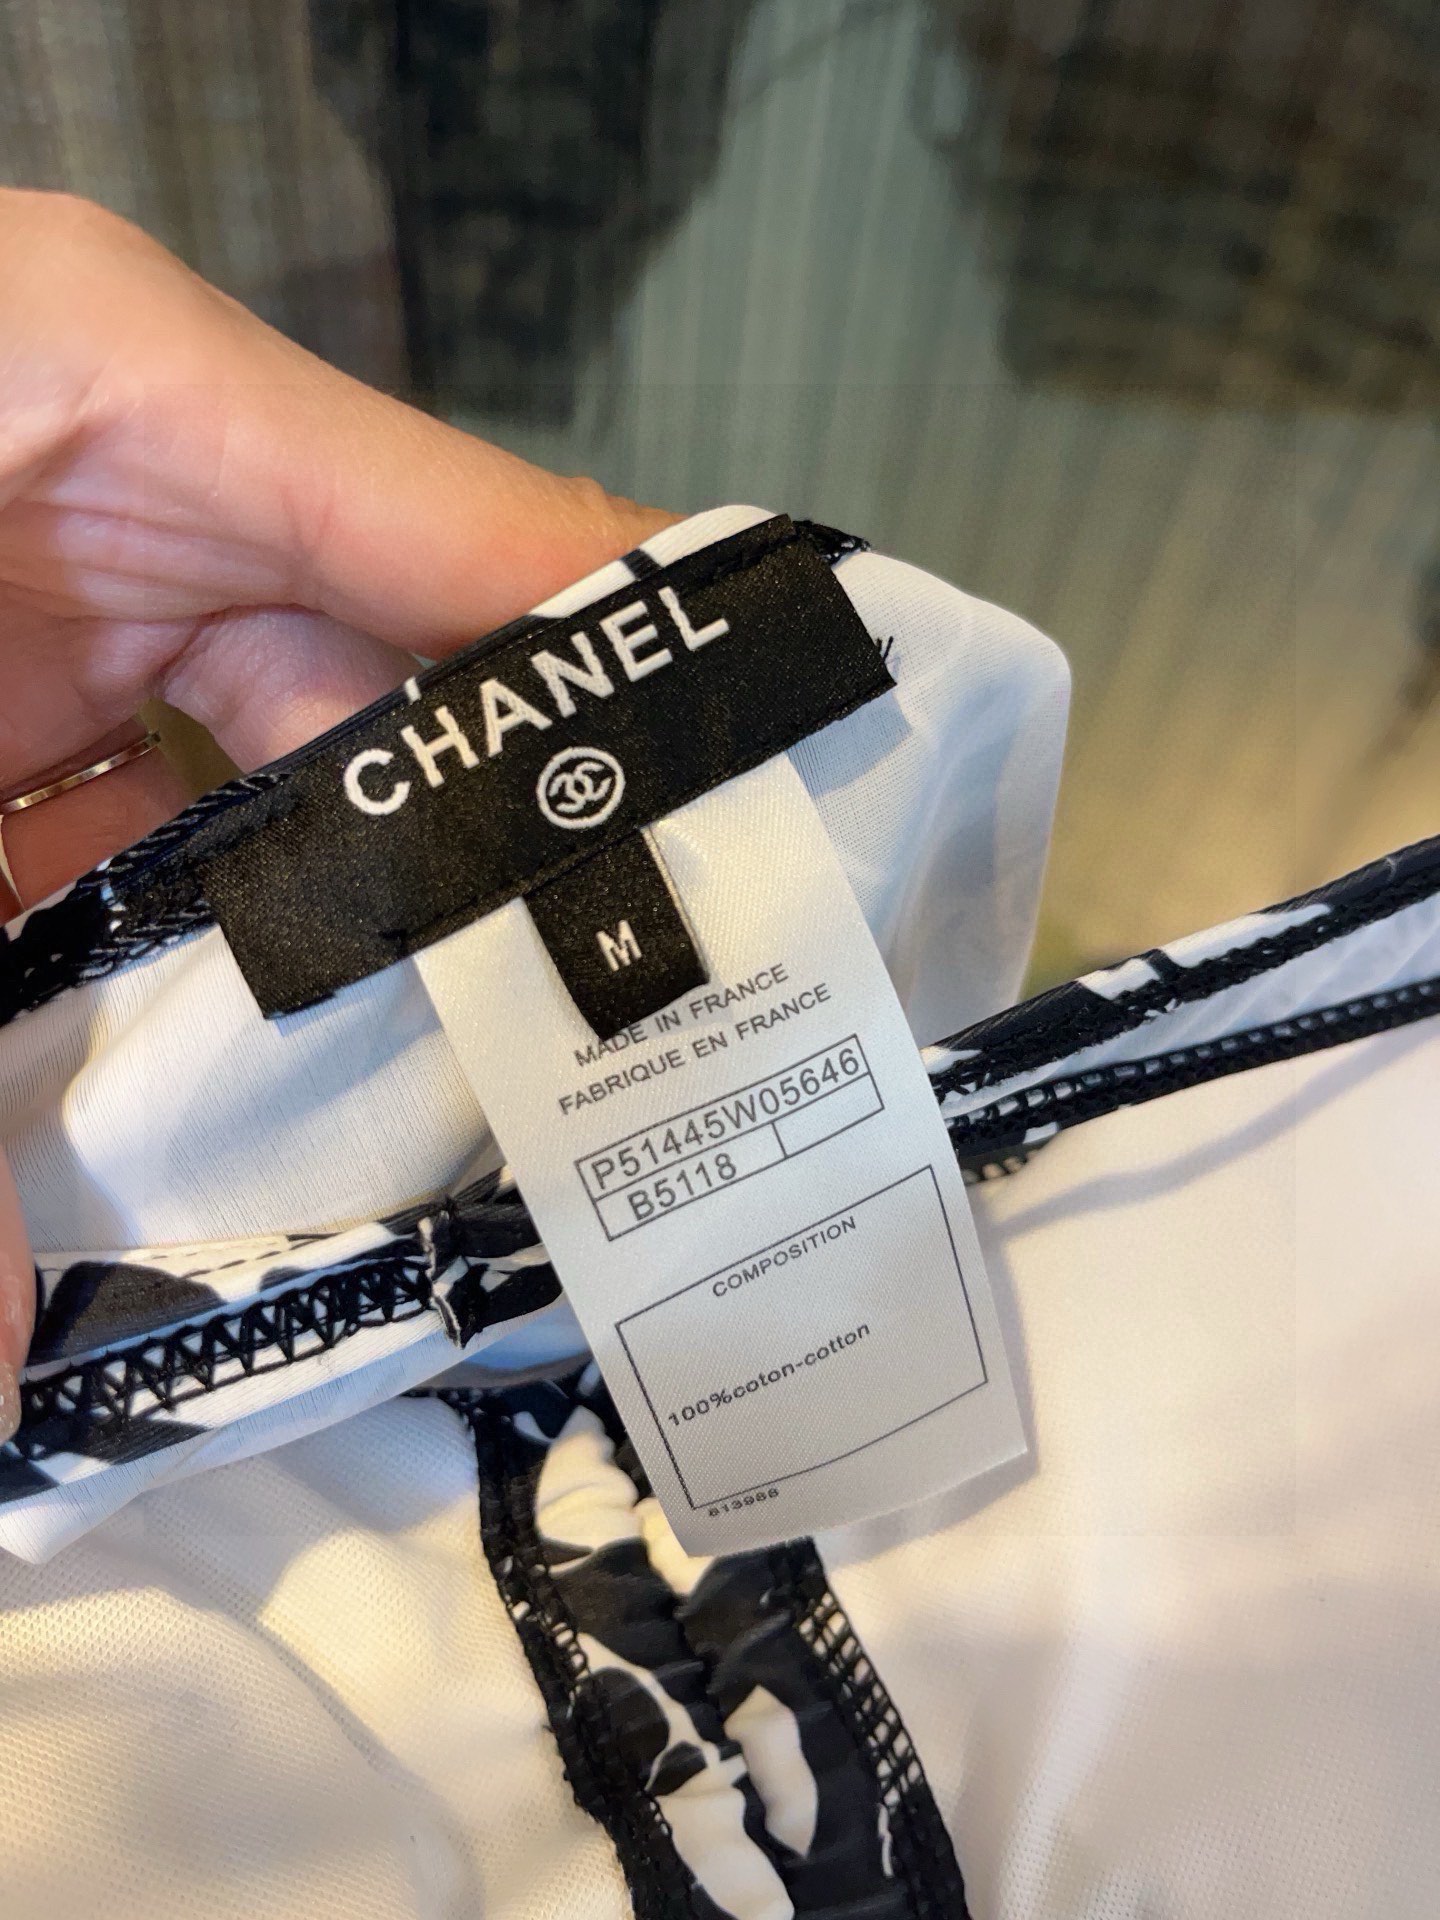 CHANEL
M
MADE IN FRANCE
FABRIQUE EN FRANCE
P51445W05646
B5118
COMPOSITION
100%coton-cotton
813988